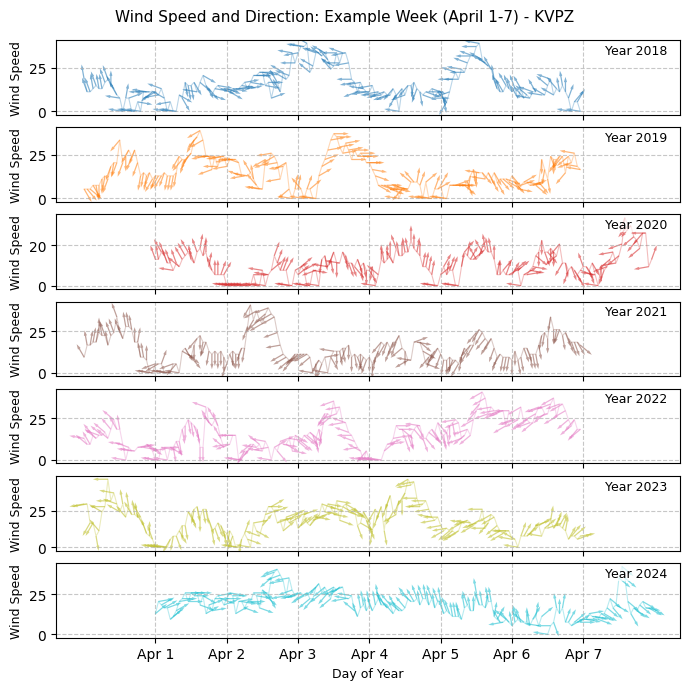 Wind Speed and Direction: Example Week (April 1-7) - KVPZ
Wind Speed
25
0
Year 2018
Wind Speed
25
0
Year 2019
Wind Speed
20
0
Year 2020
Wind Speed
25
0
Year 2021
Wind Speed
25
0
Year 2022
Wind Speed
25
0
Year 2023
Wind Speed
25
0
Year 2024
Apr 1 Apr 2 Apr 3 Apr 4 Apr 5 Apr 6 Apr 7
Day of Year